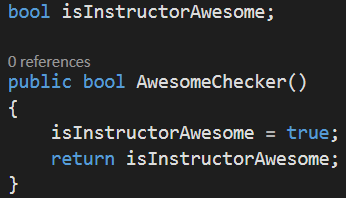 bool isInstructorAwesome;
0 references
public bool AwesomeChecker()
{
    isInstructorAwesome = true;
    return isInstructorAwesome;
}